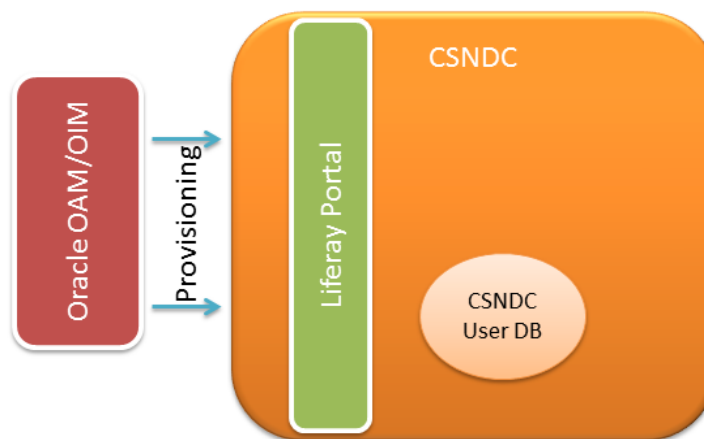 Oracle OAM/OIM
Provisioning
Liferay Portal
CSNDC
CSNDC
User DB